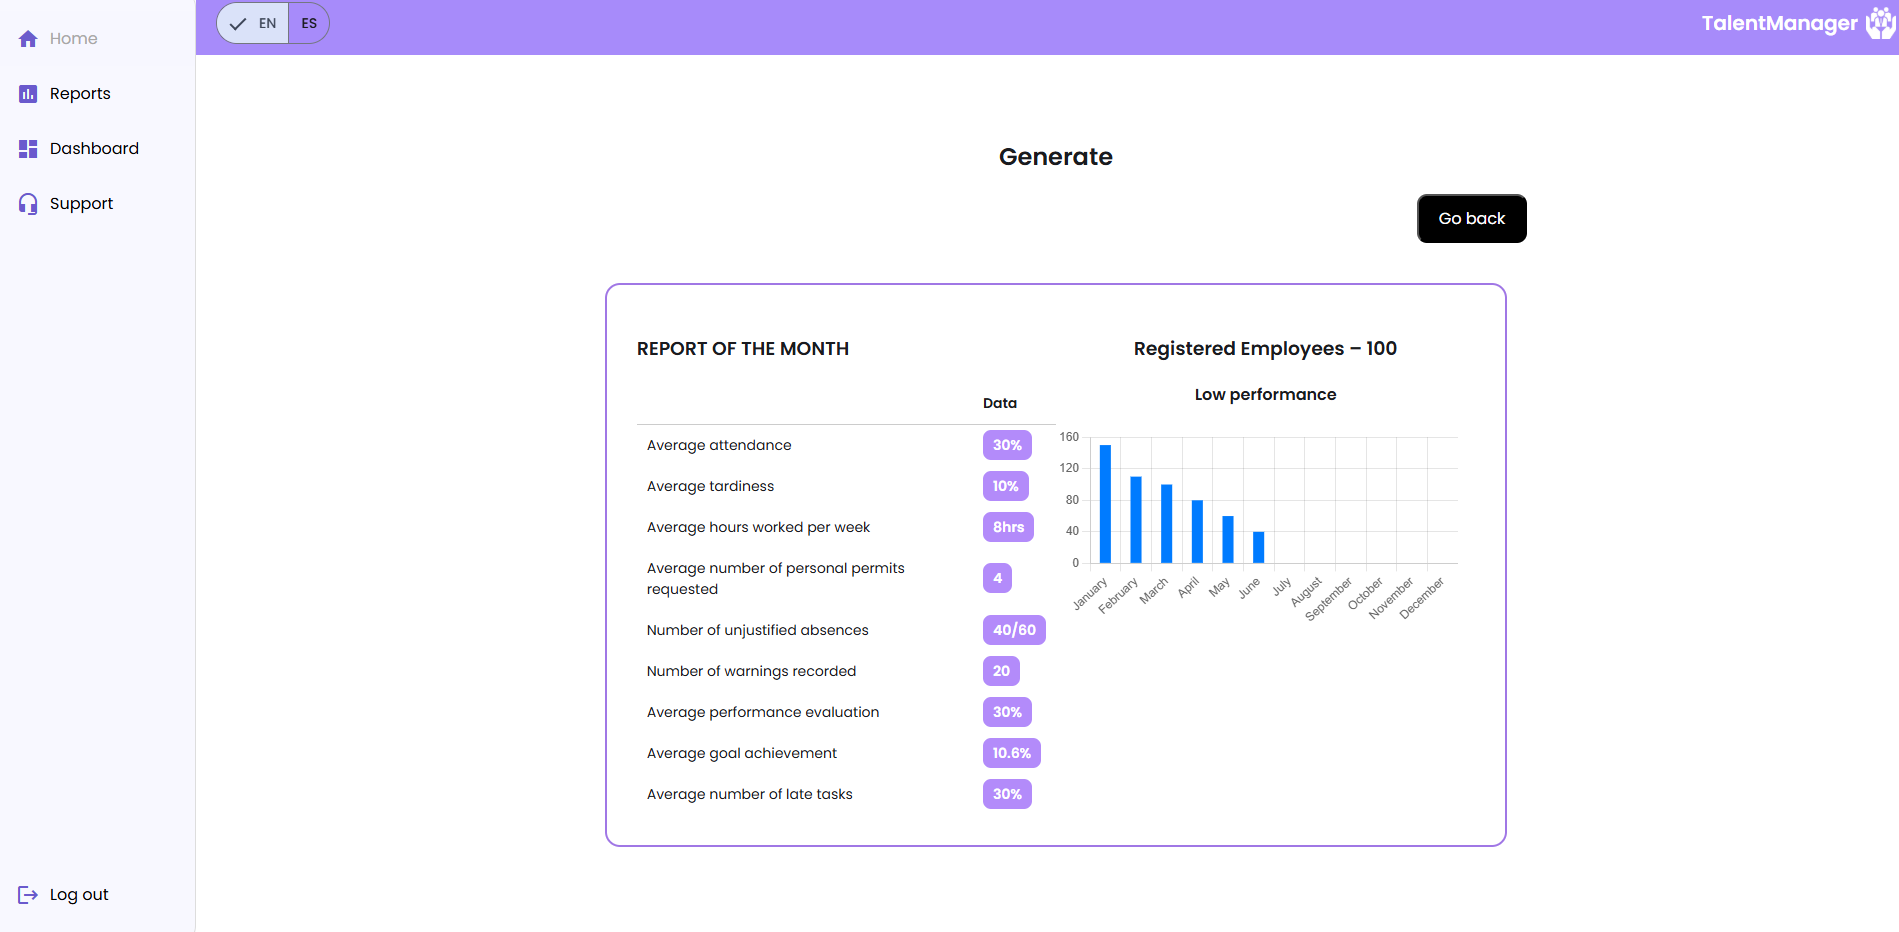 EN
ES
TalentManager
Home
Reports
Dashboard
Support
Log out
Generate
Go back
REPORT OF THE MONTH
Data
Average attendance 30%
Average tardiness 10%
Average hours worked per week 8hrs
Average number of personal permits
requested 4
Number of unjustified absences 40/60
Number of warnings recorded 20
Average performance evaluation 30%
Average goal achievement 10.6%
Average number of late tasks 30%
Registered Employees – 100
Low performance
160
120
80
40
0
January February March April May June July August September October November December